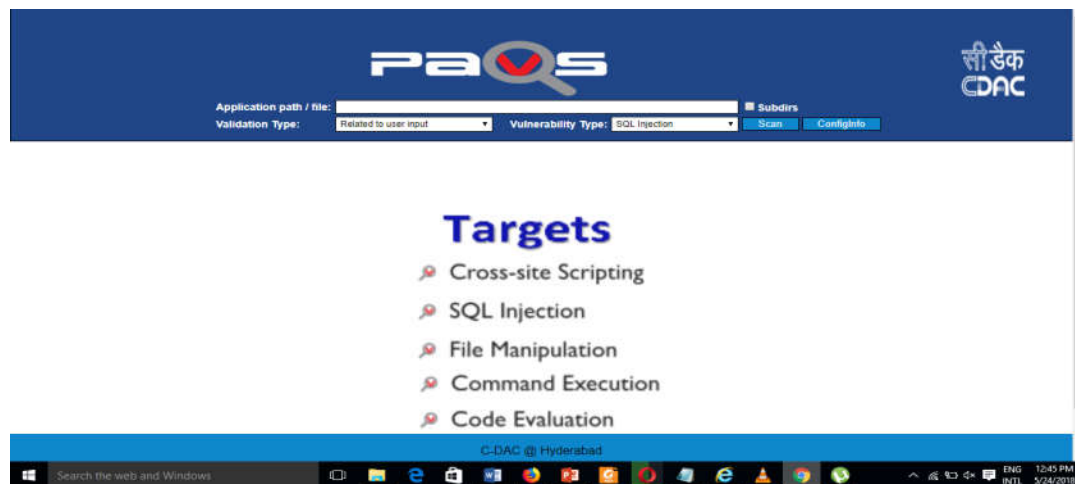 PaQS
सी डैक
CDAC
Application path / file:
Subdirs
Validation Type: Related to user input Vulnerability Type: SQL Injection Scan ConfigInfo
Targets
Cross-site Scripting
SQL Injection
File Manipulation
Command Execution
Code Evaluation
C-DAC @ Hyderabad
Search the web and Windows
ENG 12:45 PM
INTL 5/24/2018